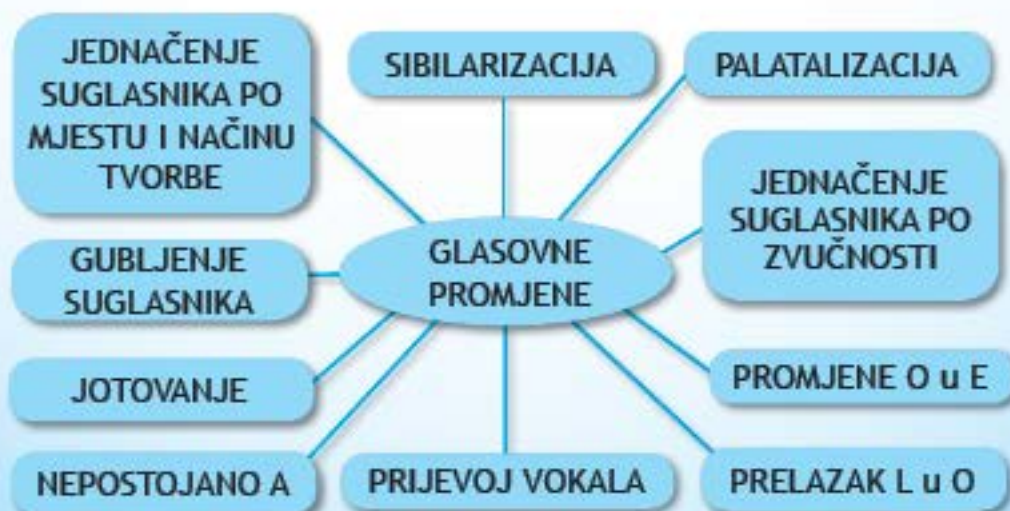 JEDNAČENJE
SUGLASNIKA PO
MJESTU I NAČINU
TVORBE
SIBILARIZACIJA
PALATALIZACIJA
JEDNAČENJE
SUGLASNIKA PO
ZVUČNOSTI
GLASOVNE
PROMJENE
GUBLJENJE
SUGLASNIKA
JOTOVANJE
PROMJENE O u E
NEPOSTOJANO A
PRIJEVOJ VOKALA
PRELAZAK L u O